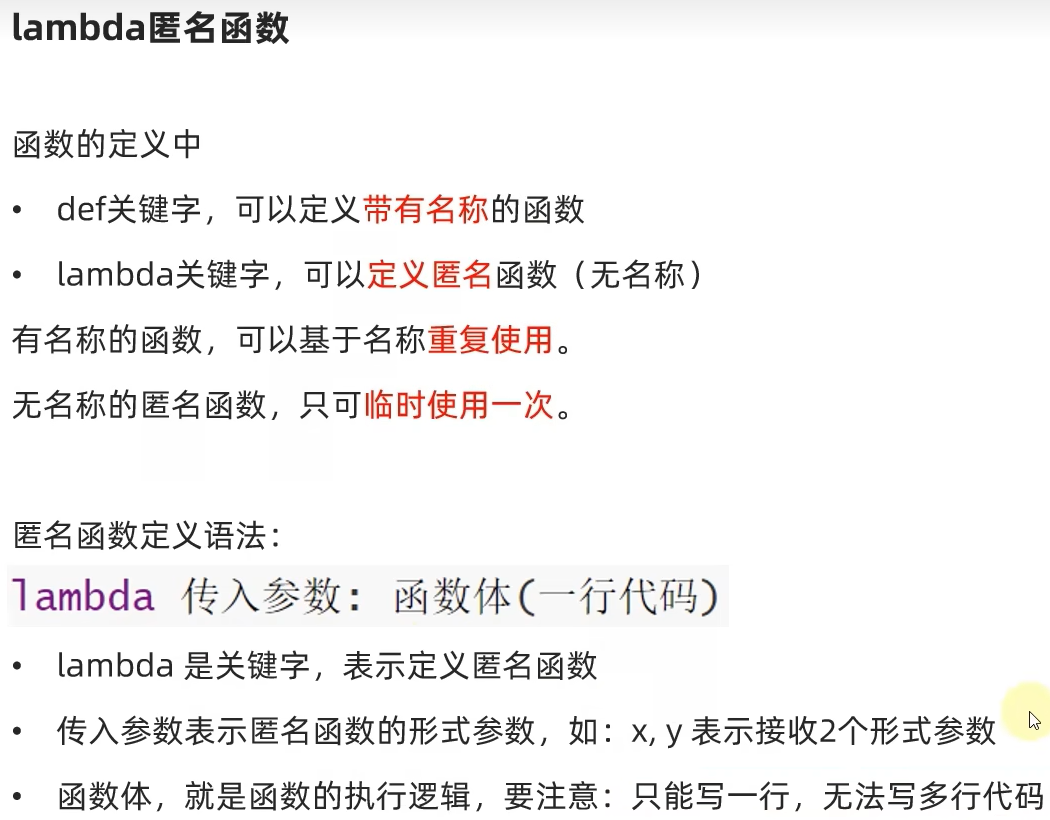 lambda匿名函数
函数的定义中
• def关键字，可以定义带有名称的函数
• lambda关键字，可以定义匿名函数（无名称）
有名称的函数，可以基于名称重复使用。
无名称的匿名函数，只可临时使用一次。
匿名函数定义语法：
lambda 传入参数: 函数体(一行代码)
• lambda 是关键字，表示定义匿名函数
• 传入参数表示匿名函数的形式参数，如：x, y 表示接收2个形式参数
• 函数体，就是函数的执行逻辑，要注意：只能写一行，无法写多行代码